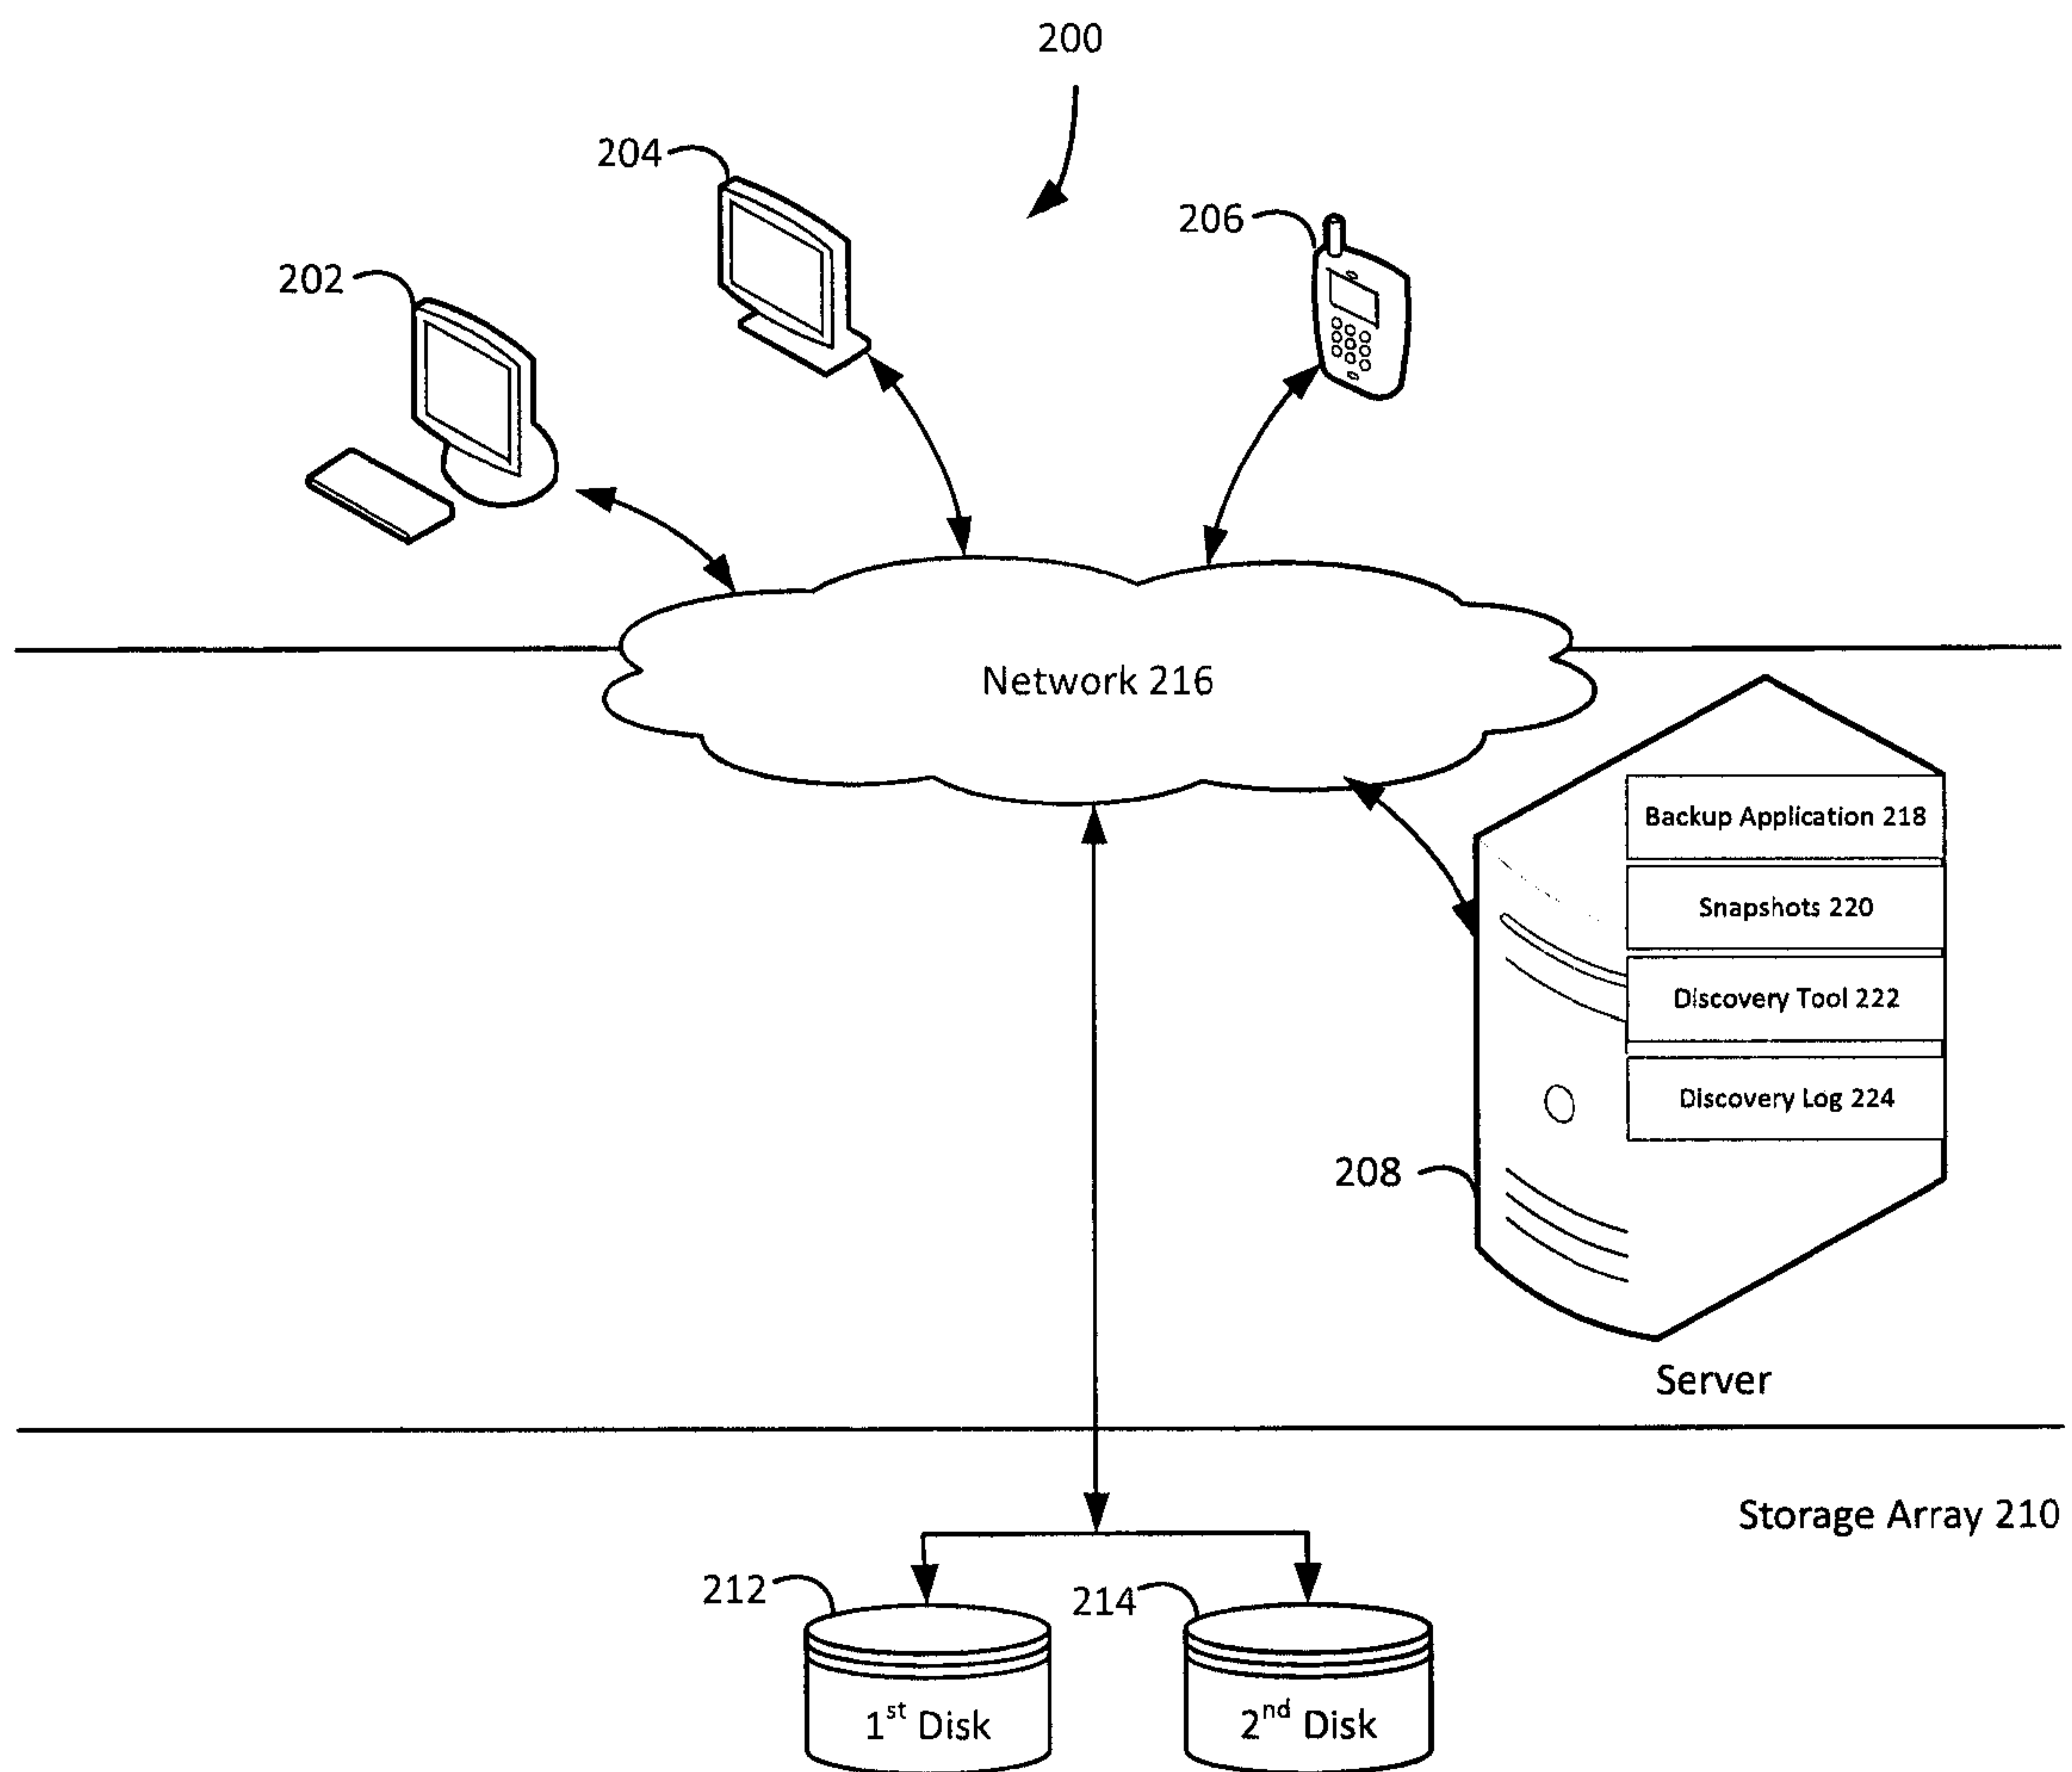 200
204
206
202
Network 216
Backup Application 218
Snapshots 220
Discovery Tool 222
Discovery Log 224
208
Server
Storage Array 210
212
214
1st Disk
2nd Disk